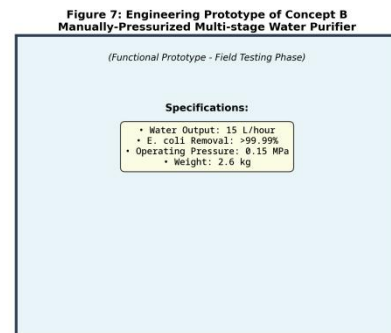 Figure 7: Engineering Prototype of Concept B
Manually-Pressurized Multi-stage Water Purifier
(Functional Prototype - Field Testing Phase)
Specifications:
• Water Output: 15 L/hour
• E. coli Removal: >99.99%
• Operating Pressure: 0.15 MPa
• Weight: 2.6 kg